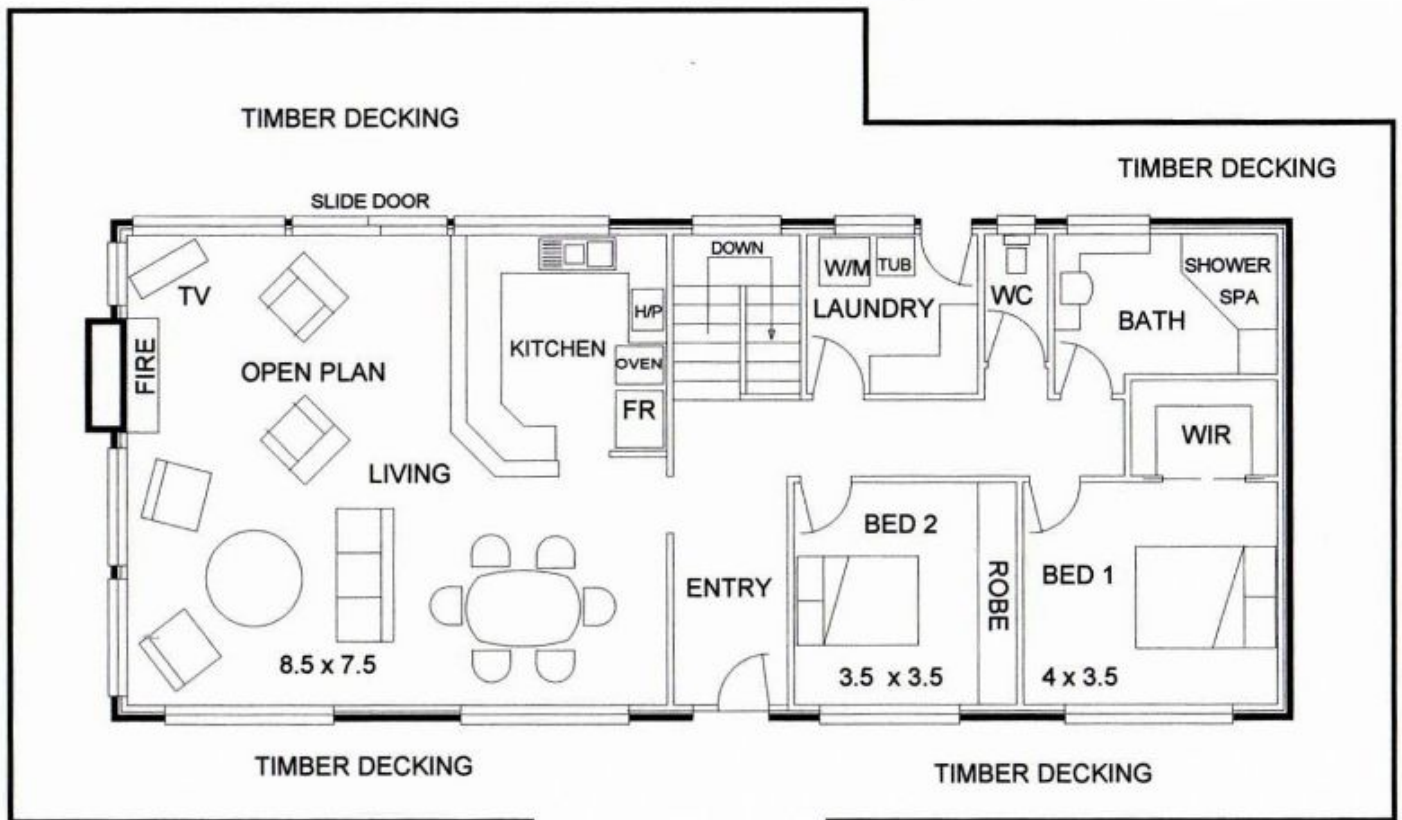 TIMBER DECKING
TIMBER DECKING
SLIDE DOOR
DOWN
W/M
TUB
SHOWER
SPA
TV
WC
H/P
LAUNDRY
BATH
FIRE
OPEN PLAN
KITCHEN
OVEN
FR
WIR
LIVING
BED 2
ENTRY
ROBE
BED 1
8.5 x 7.5
3.5 x 3.5
4 x 3.5
TIMBER DECKING
TIMBER DECKING